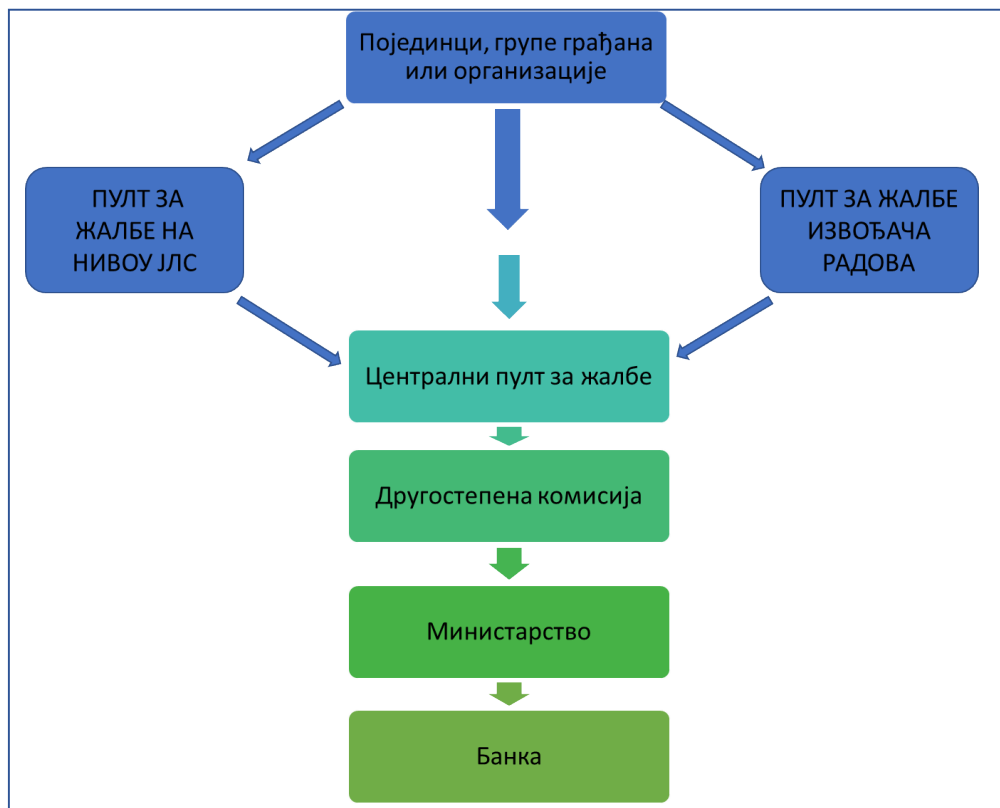 Појединци, групе грађана
или организације
ПУЛТ ЗА
ЖАЛБЕ НА
НИВОУ ЈЛС
ПУЛТ ЗА ЖАЛБЕ
ИЗВОЂАЧА
РАДОВА
Централни пулт за жалбе
Другостепена комисија
Министарство
Банка